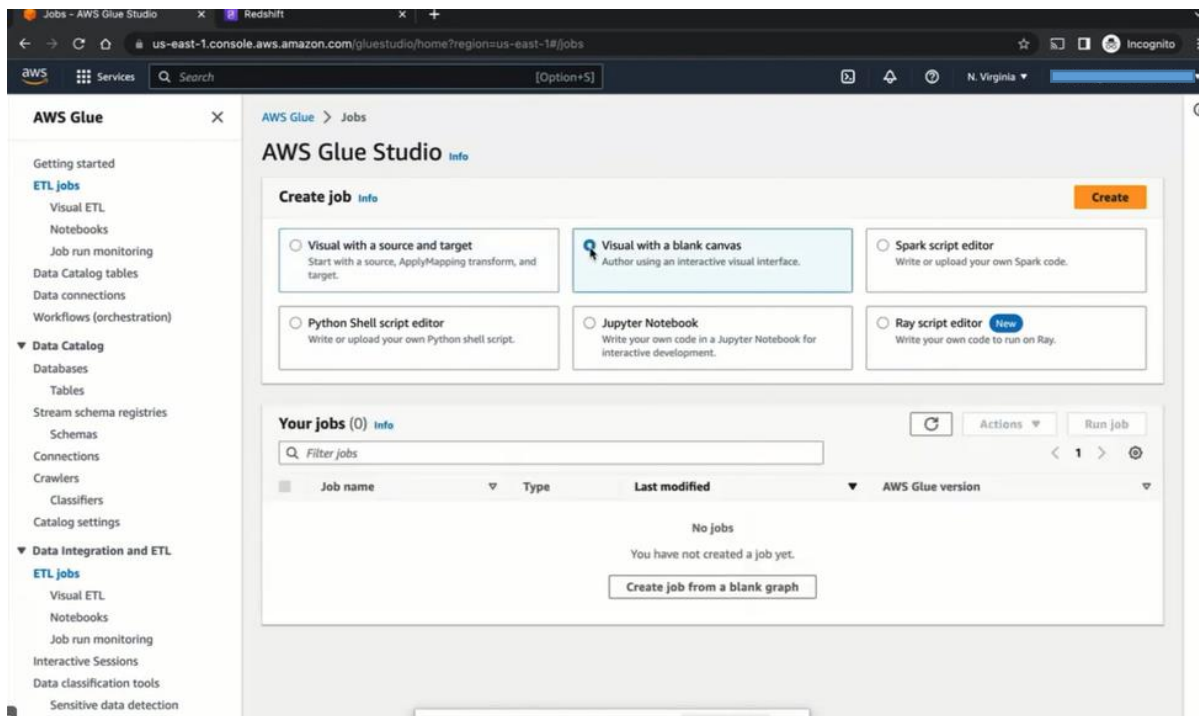 Jobs - AWS Glue Studio
Redshift
us-east-1.console.aws.amazon.com/gluestudio/home?region=us-east-1#/jobs
Incognito
aws
Services
Search
[Option+S]
N. Virginia
AWS Glue
Getting started
ETL jobs
Visual ETL
Notebooks
Job run monitoring
Data Catalog tables
Data connections
Workflows (orchestration)
Data Catalog
Databases
Tables
Stream schema registries
Schemas
Connections
Crawlers
Classifiers
Catalog settings
Data Integration and ETL
ETL jobs
Visual ETL
Notebooks
Job run monitoring
Interactive Sessions
Data classification tools
Sensitive data detection
AWS Glue > Jobs
AWS Glue Studio Info
Create job Info
Create
Visual with a source and target
Start with a source, ApplyMapping transform, and
target.
Visual with a blank canvas
Author using an interactive visual interface.
Spark script editor
Write or upload your own Spark code.
Python Shell script editor
Write or upload your own Python shell script.
Jupyter Notebook
Write your own code in a Jupyter Notebook for
interactive development.
Ray script editor New
Write your own code to run on Ray.
Your jobs (0) Info
Actions
Run job
Filter jobs
1
Job name
Type
Last modified
AWS Glue version
No jobs
You have not created a job yet.
Create job from a blank graph